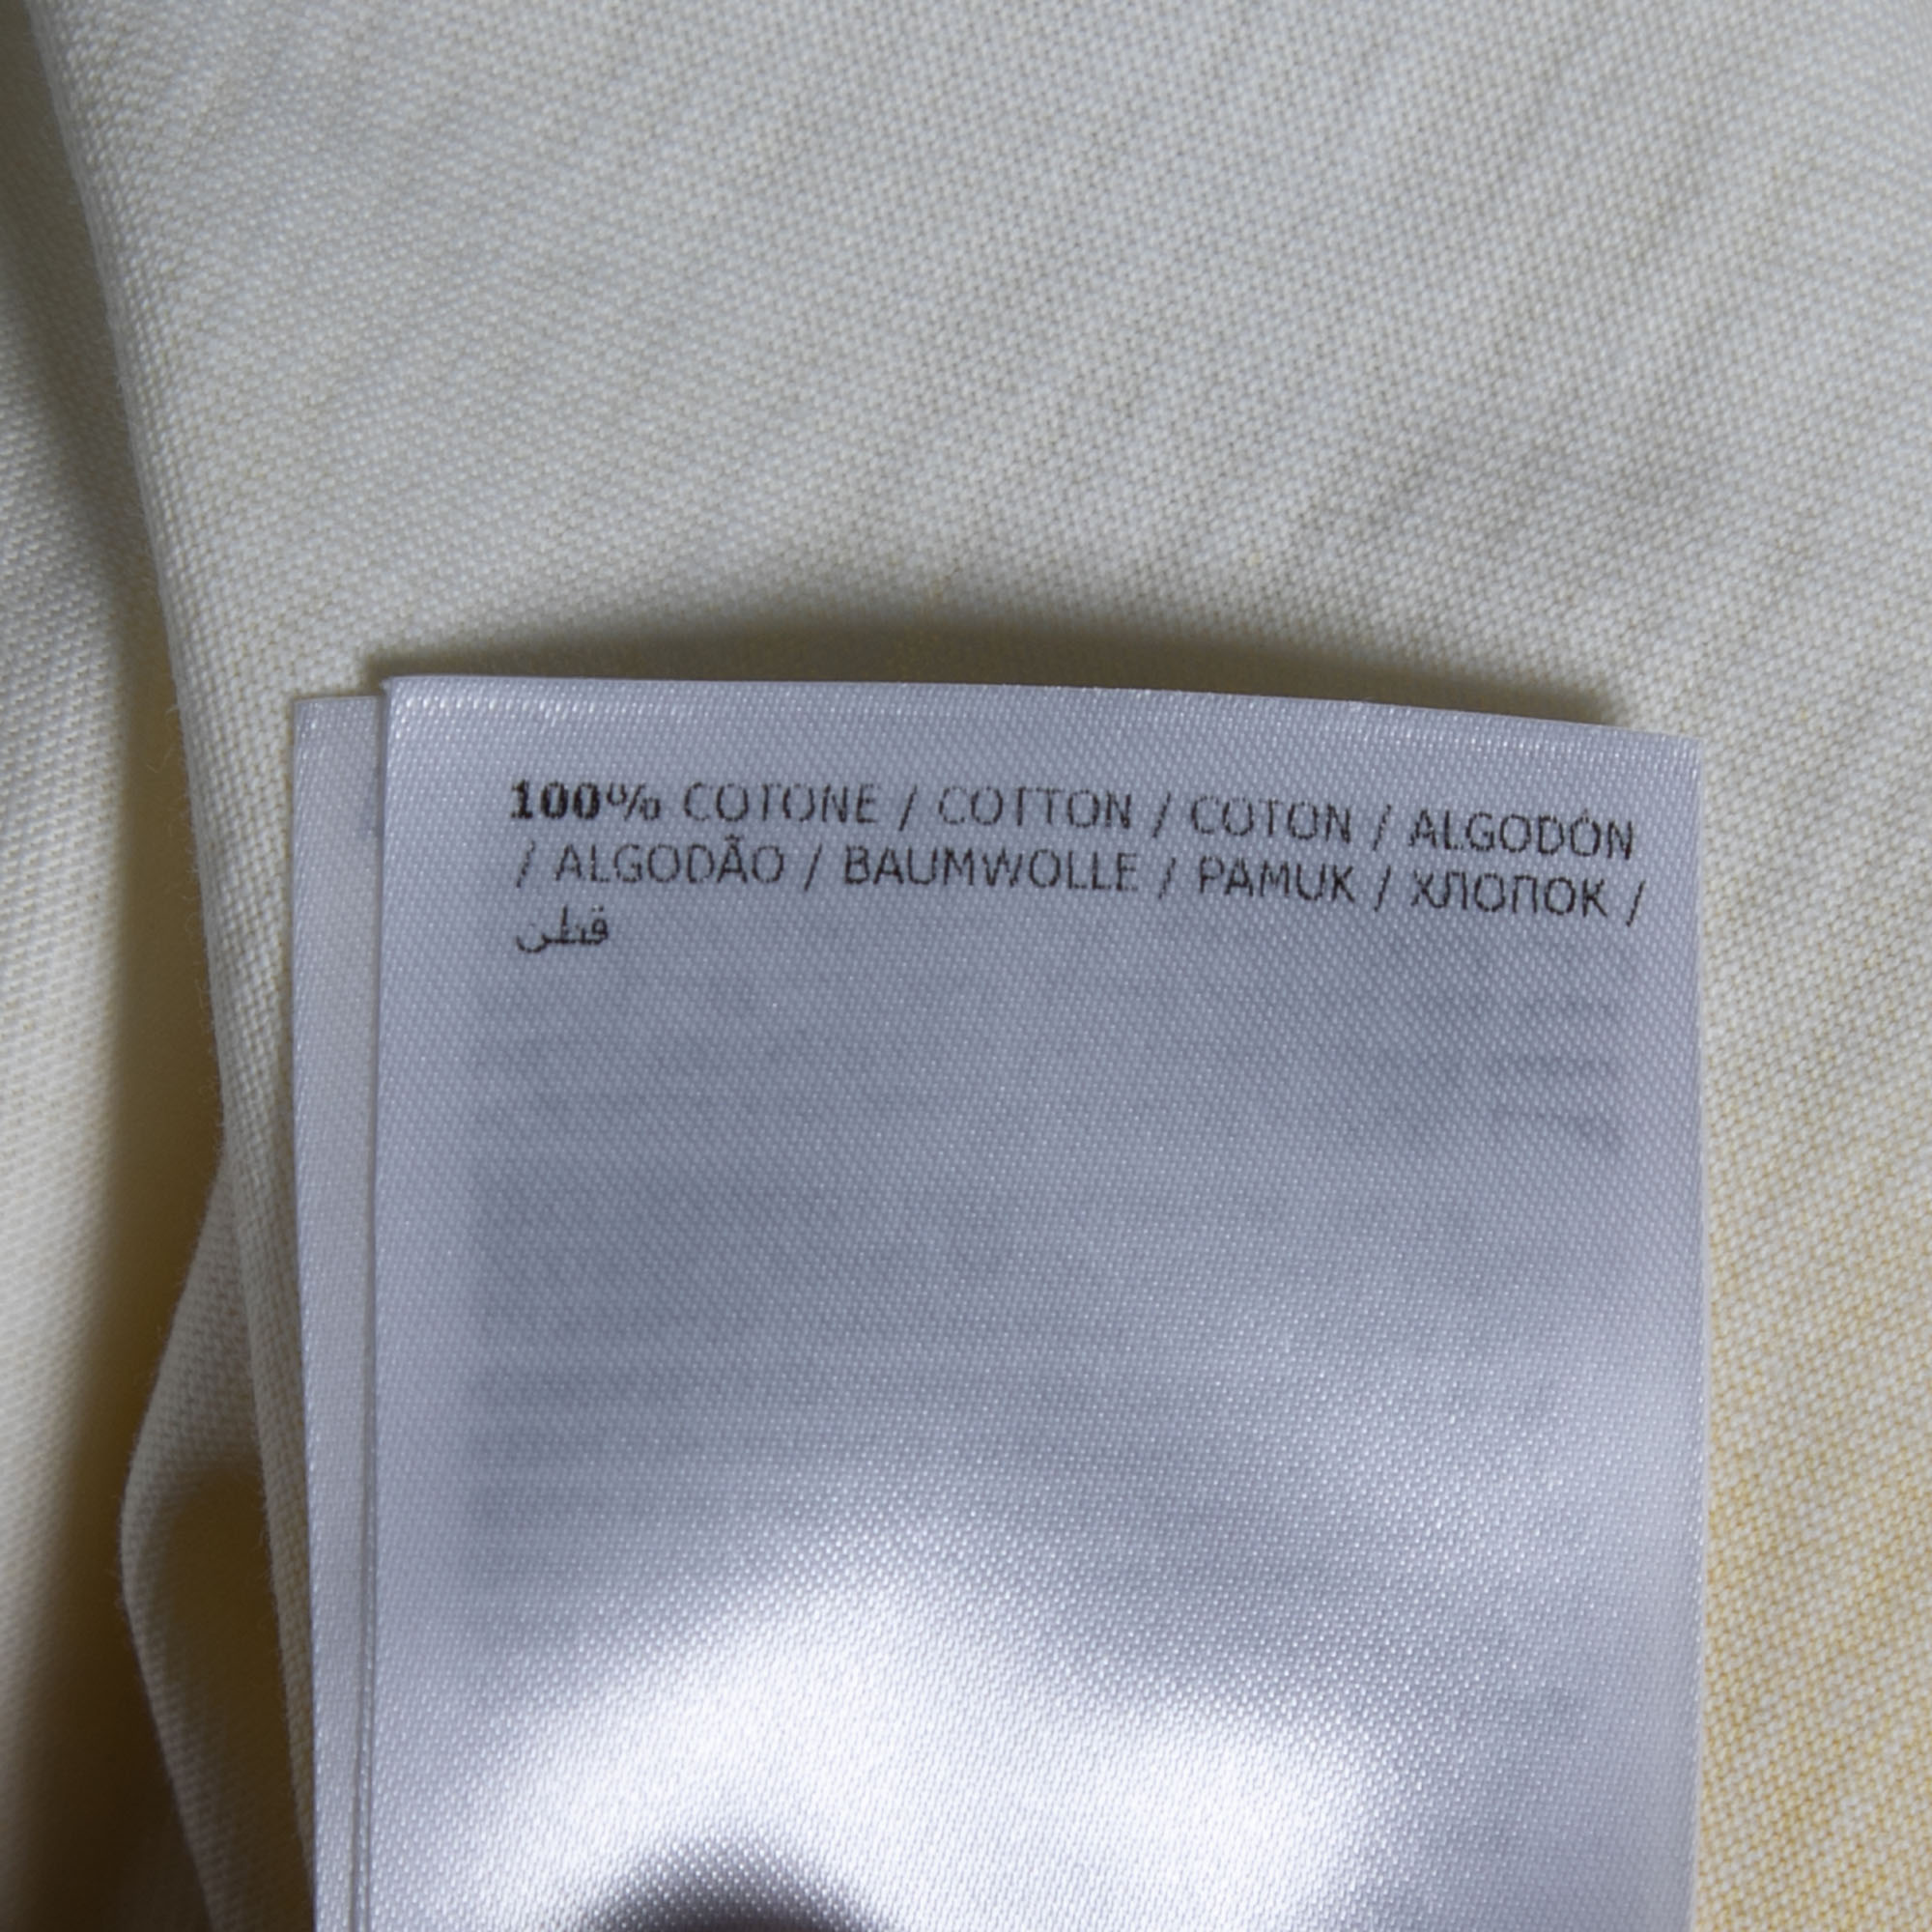 100% COTONE / COTTON / COTON / ALGODÓN
/ ALGODÃO / BAUMWOLLE / PAMUK / ХЛОПОК /
قطن